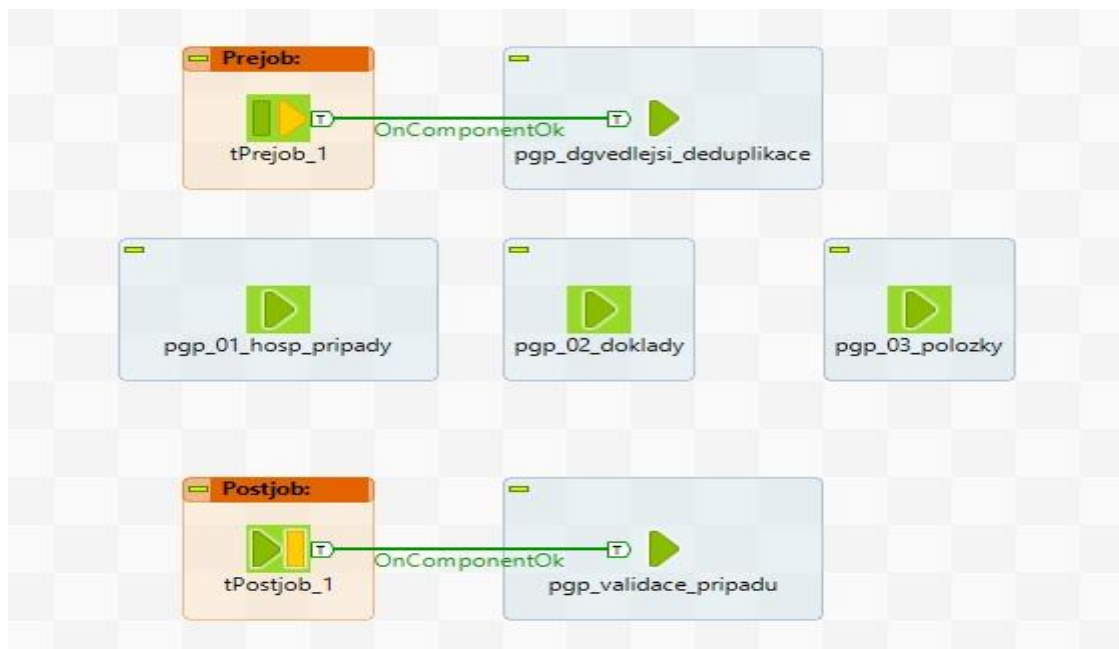 Prejob:
T OnComponentOk T
tPrejob_1
pgp_dgvedlejsi_deduplikace
pgp_01_hosp_pripady
pgp_02_doklady
pgp_03_polozky
Postjob:
T OnComponentOk T
tPostjob_1
pgp_validace_pripadu